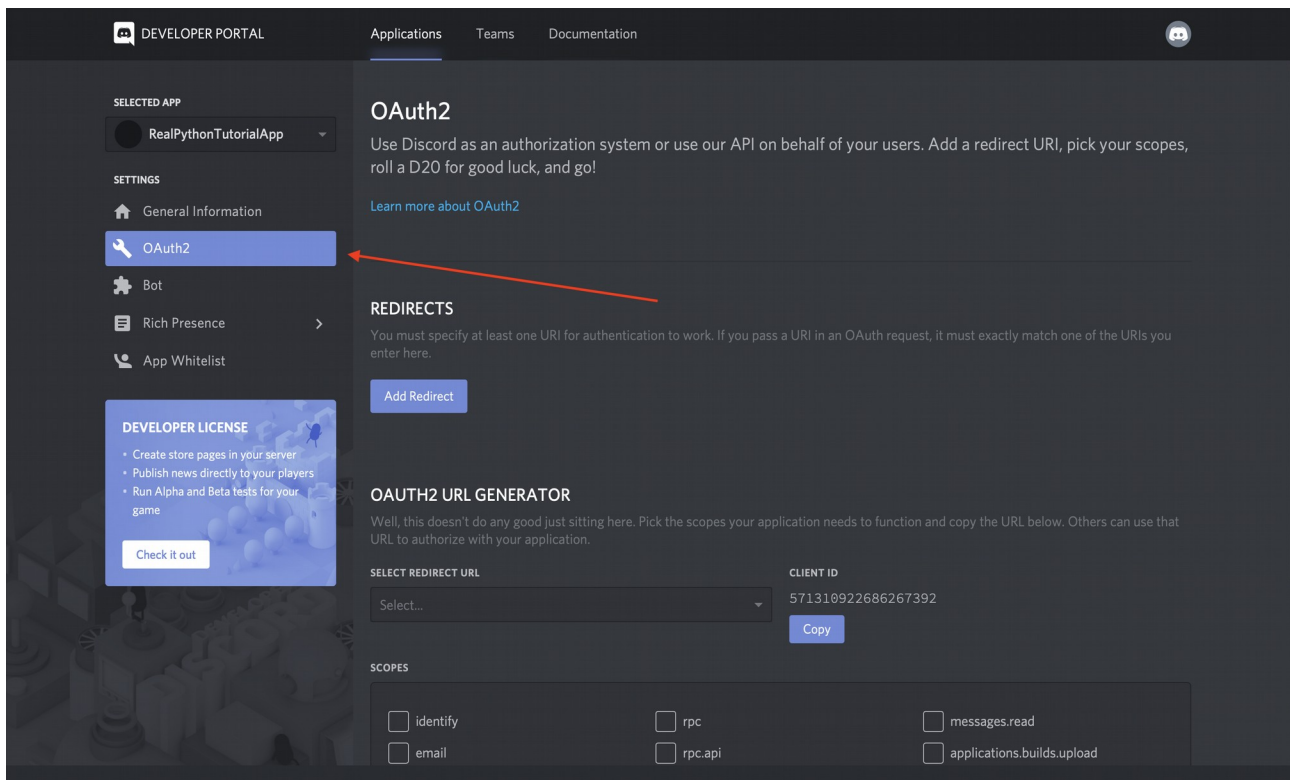 DEVELOPER PORTAL
Applications
Teams
Documentation
SELECTED APP
RealPythonTutorialApp
SETTINGS
General Information
OAuth2
Bot
Rich Presence
App Whitelist
DEVELOPER LICENSE
• Create store pages in your server
• Publish news directly to your players
• Run Alpha and Beta tests for your
game
Check it out
OAuth2
Use Discord as an authorization system or use our API on behalf of your users. Add a redirect URI, pick your scopes,
roll a D20 for good luck, and go!
Learn more about OAuth2
REDIRECTS
You must specify at least one URI for authentication to work. If you pass a URI in an OAuth request, it must exactly match one of the URIs you
enter here.
Add Redirect
OAUTH2 URL GENERATOR
Well, this doesn't do any good just sitting here. Pick the scopes your application needs to function and copy the URL below. Others can use that
URL to authorize with your application.
SELECT REDIRECT URL
Select...
CLIENT ID
571310922686267392
Copy
SCOPES
identify
rpc
messages.read
email
rpc.api
applications.builds.upload